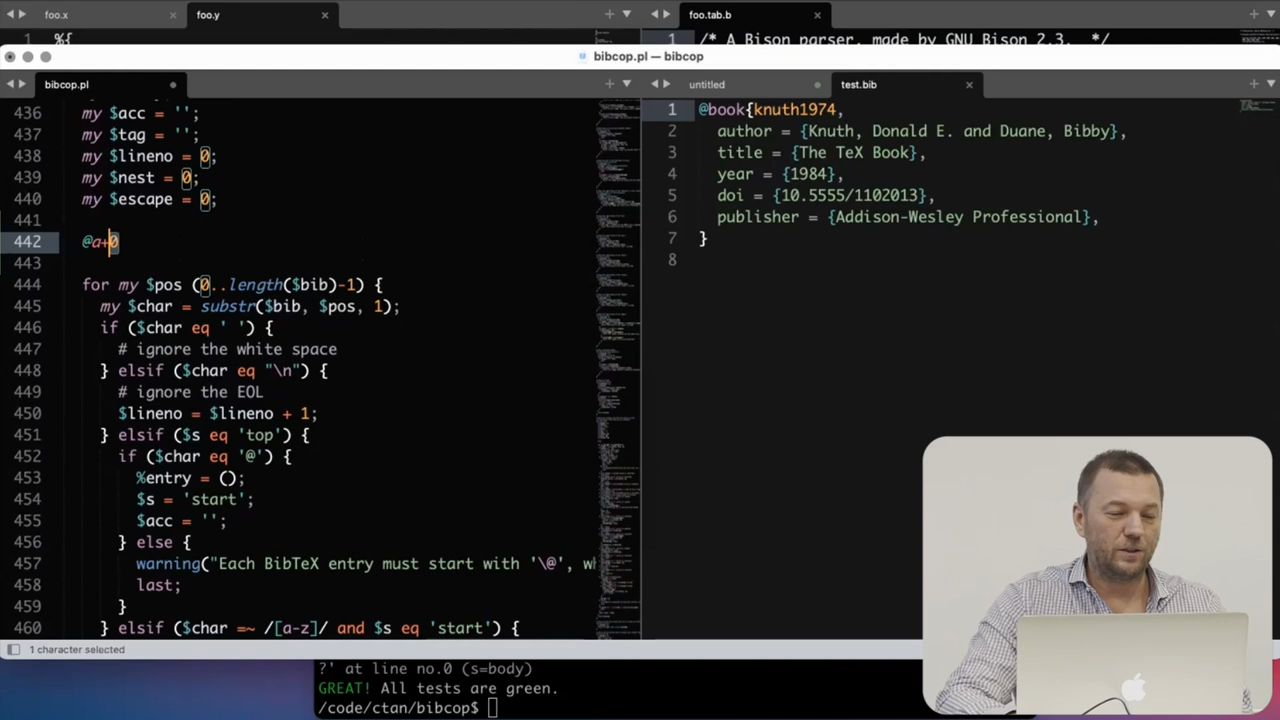 foo.x
foo.y
foo.tab.b
1 %{
1 /* A Bison parser, made by GNU Bison 2.3. */
bibcop.pl — bibcop
bibcop.pl
untitled
test.bib
436 my $acc = '';
437 my $tag = '';
438 my $lineno = 0;
439 my $nest = 0;
440 my $escape = 0;
441
442 @a+0
443
444 for my $pos (0..length($bib)-1) {
445 my $char = substr($bib, $pos, 1);
446 if ($char eq ' ') {
447 # ignore the white space
448 } elsif ($char eq "\n") {
449 # ignore the EOL
450 $lineno = $lineno + 1;
451 } elsif ($s eq 'top') {
452 if ($char eq '@') {
453 %entry = ();
454 $s = 'start';
455 $acc = '';
456 } else {
457 warning("Each BibTeX entry must start with '\@', wh
458 last;
459 }
460 } elsif ($char =~ /[a-z]/ and $s eq 'start') {
1 @book{knuth1974,
2 author = {Knuth, Donald E. and Duane, Bibby},
3 title = {The TeX Book},
4 year = {1984},
5 doi = {10.5555/1102013},
6 publisher = {Addison-Wesley Professional},
7 }
8
1 character selected
?' at line no.0 (s=body)
GREAT! All tests are green.
/code/ctan/bibcop$